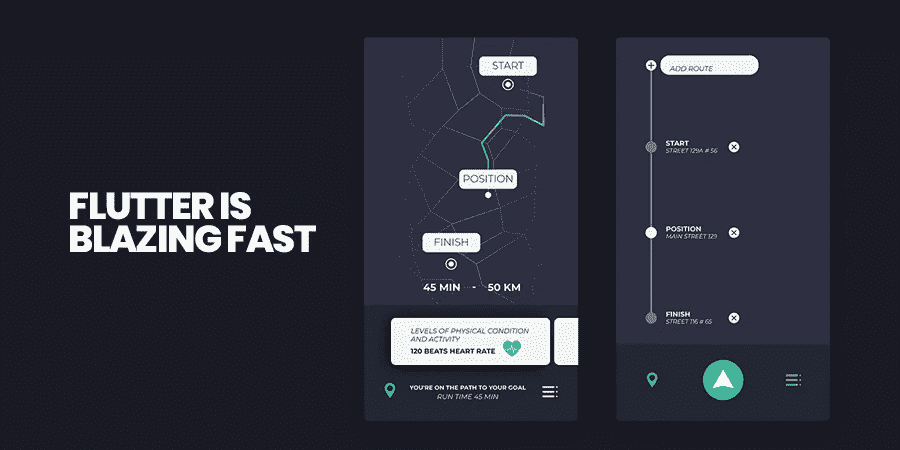 FLUTTER IS
BLAZING FAST
START
POSITION
FINISH
45 MIN - 50 KM
LEVELS OF PHYSICAL CONDITION
AND ACTIVITY
120 BEATS HEART RATE
YOU'RE ON THE PATH TO YOUR GOAL
RUN TIME 45 MIN
ADD ROUTE
START
STREET 129A # 56
POSITION
MAIN STREET 129
FINISH
STREET 116 # 65